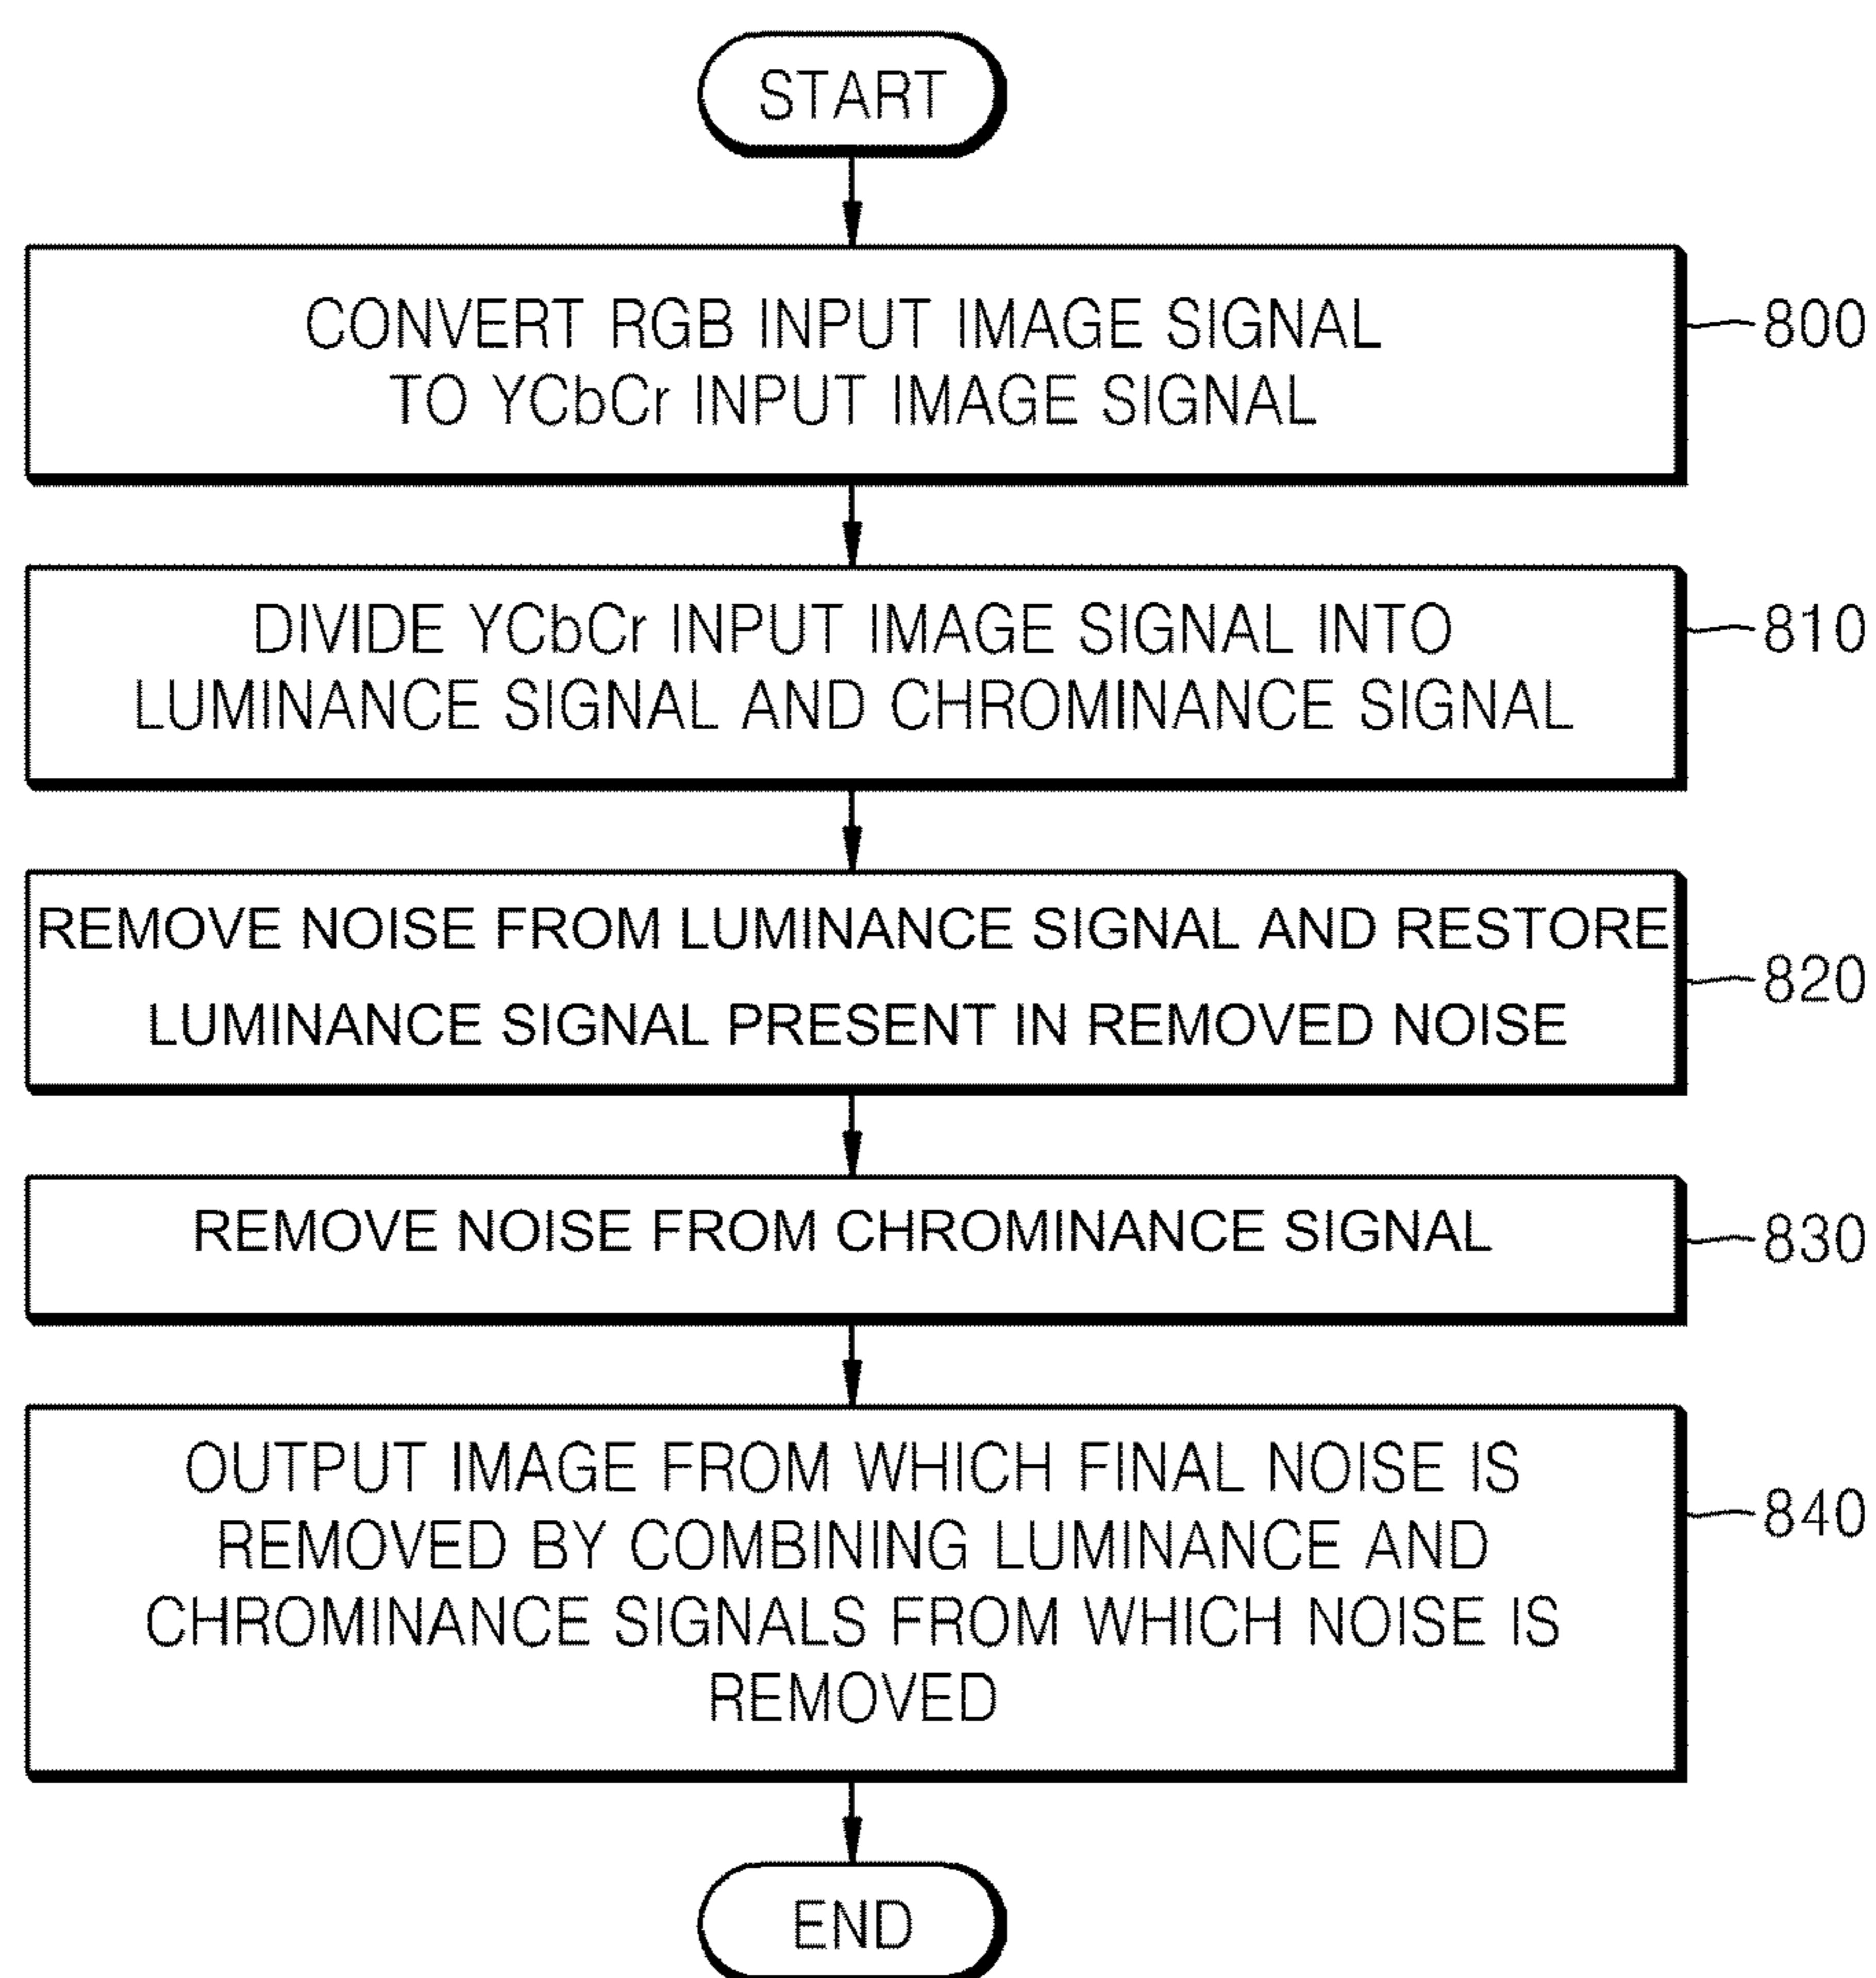 START
CONVERT RGB INPUT IMAGE SIGNAL
TO YCbCr INPUT IMAGE SIGNAL
800
DIVIDE YCbCr INPUT IMAGE SIGNAL INTO
LUMINANCE SIGNAL AND CHROMINANCE SIGNAL
810
REMOVE NOISE FROM LUMINANCE SIGNAL AND RESTORE
LUMINANCE SIGNAL PRESENT IN REMOVED NOISE
820
REMOVE NOISE FROM CHROMINANCE SIGNAL
830
OUTPUT IMAGE FROM WHICH FINAL NOISE IS
REMOVED BY COMBINING LUMINANCE AND
CHROMINANCE SIGNALS FROM WHICH NOISE IS
REMOVED
840
END